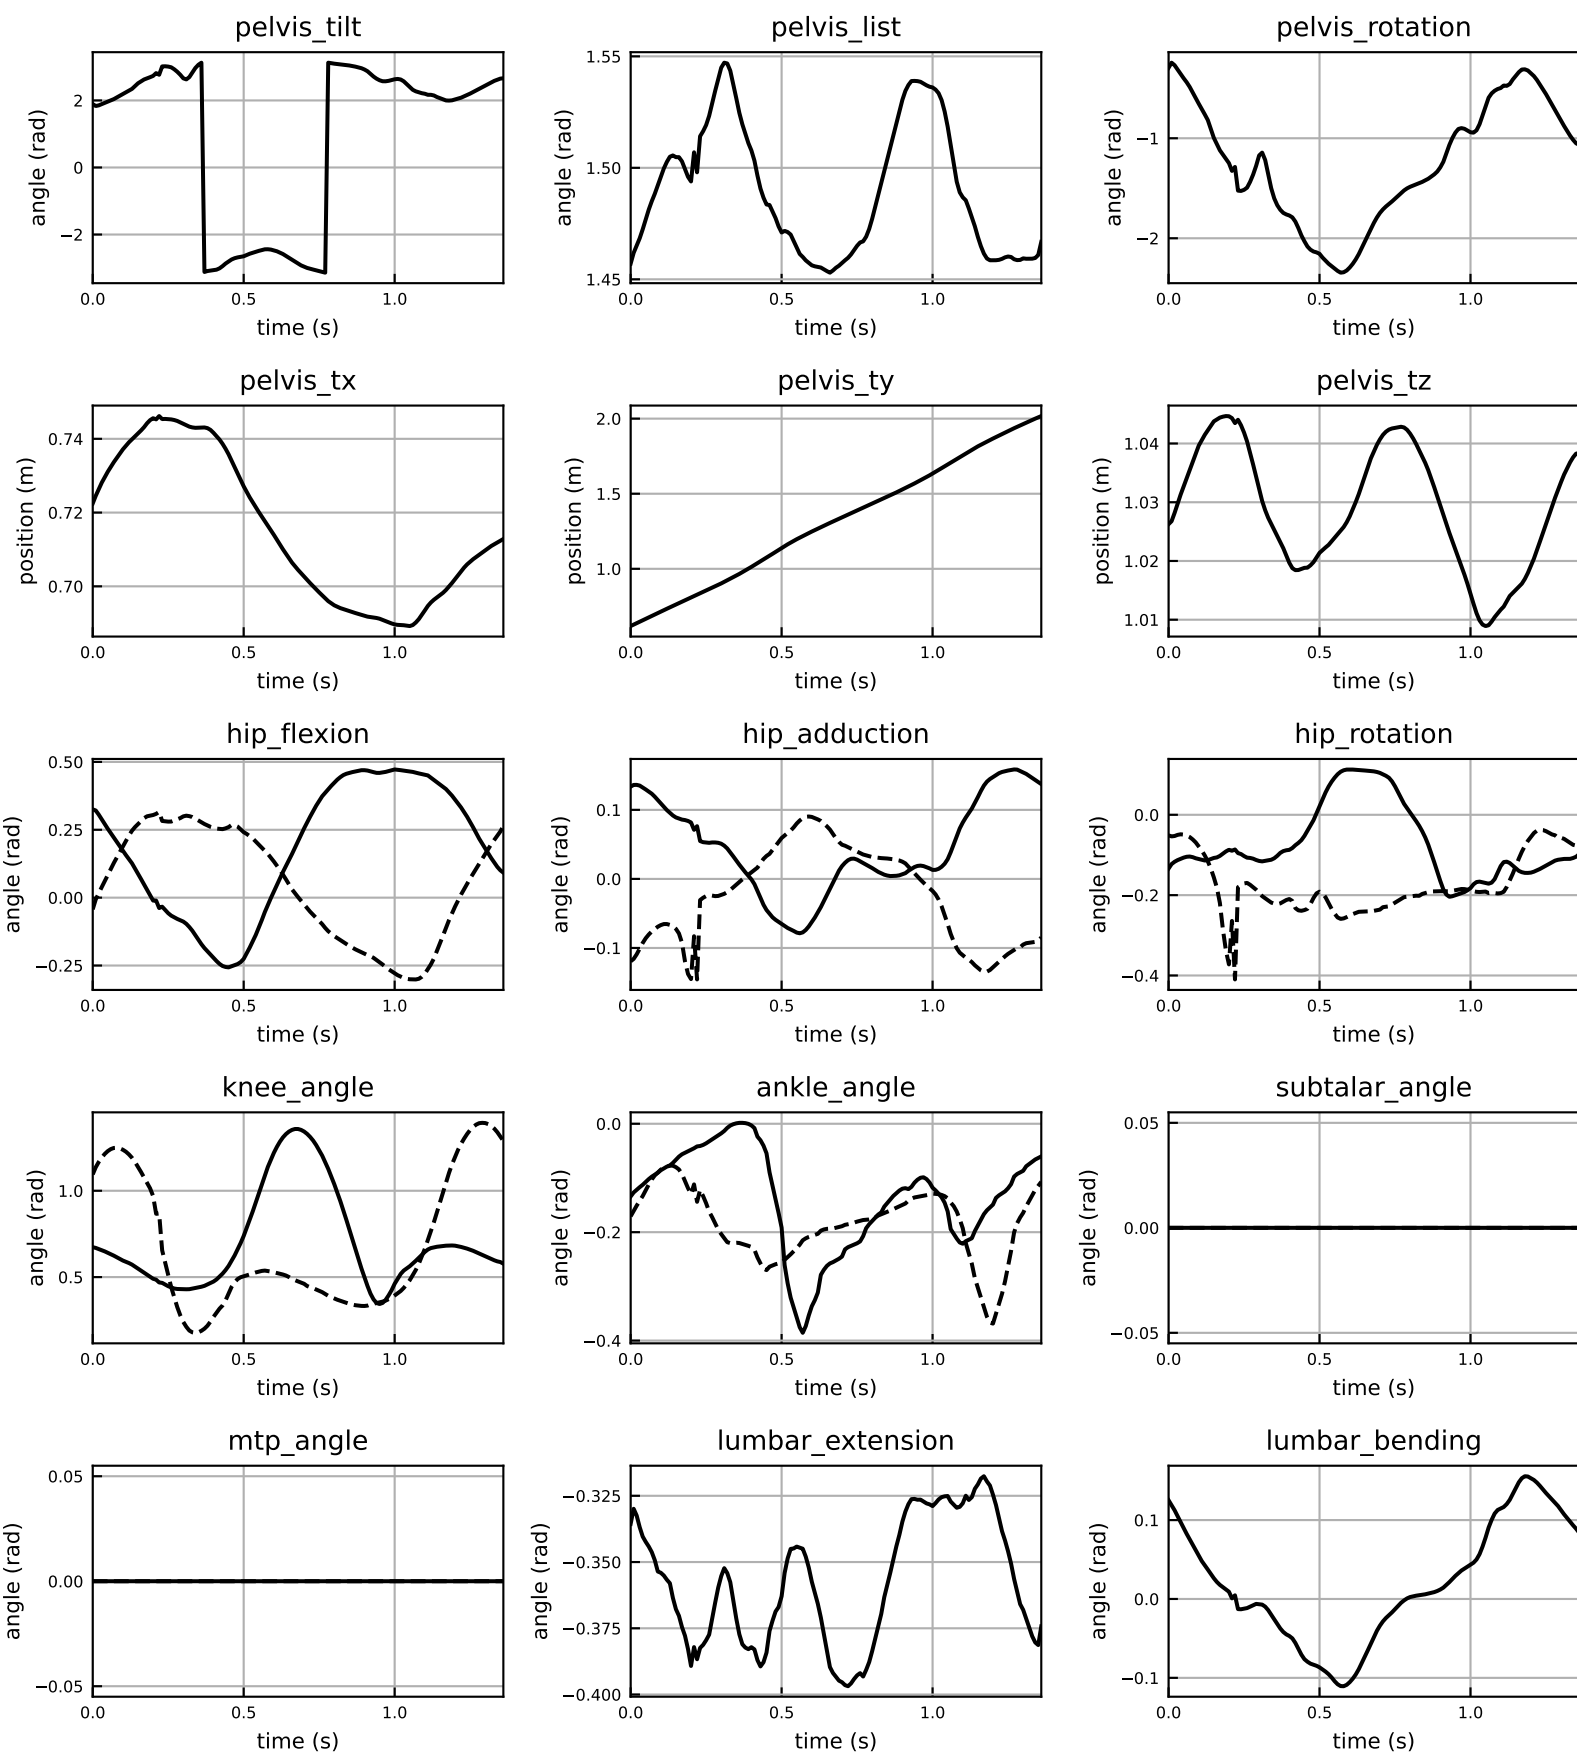 pelvis_tilt
angle (rad)
2
0
−2
0.0 0.5 1.0
time (s)
pelvis_list
angle (rad)
1.55
1.50
1.45
0.0 0.5 1.0
time (s)
pelvis_rotation
angle (rad)
−1
−2
0.0 0.5 1.0
time (s)
pelvis_tx
position (m)
0.74
0.72
0.70
0.0 0.5 1.0
time (s)
pelvis_ty
position (m)
2.0
1.5
1.0
0.0 0.5 1.0
time (s)
pelvis_tz
position (m)
1.04
1.03
1.02
1.01
0.0 0.5 1.0
time (s)
hip_flexion
angle (rad)
0.50
0.25
0.00
−0.25
0.0 0.5 1.0
time (s)
hip_adduction
angle (rad)
0.1
0.0
−0.1
0.0 0.5 1.0
time (s)
hip_rotation
angle (rad)
0.0
−0.2
−0.4
0.0 0.5 1.0
time (s)
knee_angle
angle (rad)
1.0
0.5
0.0 0.5 1.0
time (s)
ankle_angle
angle (rad)
0.0
−0.2
−0.4
0.0 0.5 1.0
time (s)
subtalar_angle
angle (rad)
0.05
0.00
−0.05
0.0 0.5 1.0
time (s)
mtp_angle
angle (rad)
0.05
0.00
−0.05
0.0 0.5 1.0
time (s)
lumbar_extension
angle (rad)
−0.325
−0.350
−0.375
−0.400
0.0 0.5 1.0
time (s)
lumbar_bending
angle (rad)
0.1
0.0
−0.1
0.0 0.5 1.0
time (s)